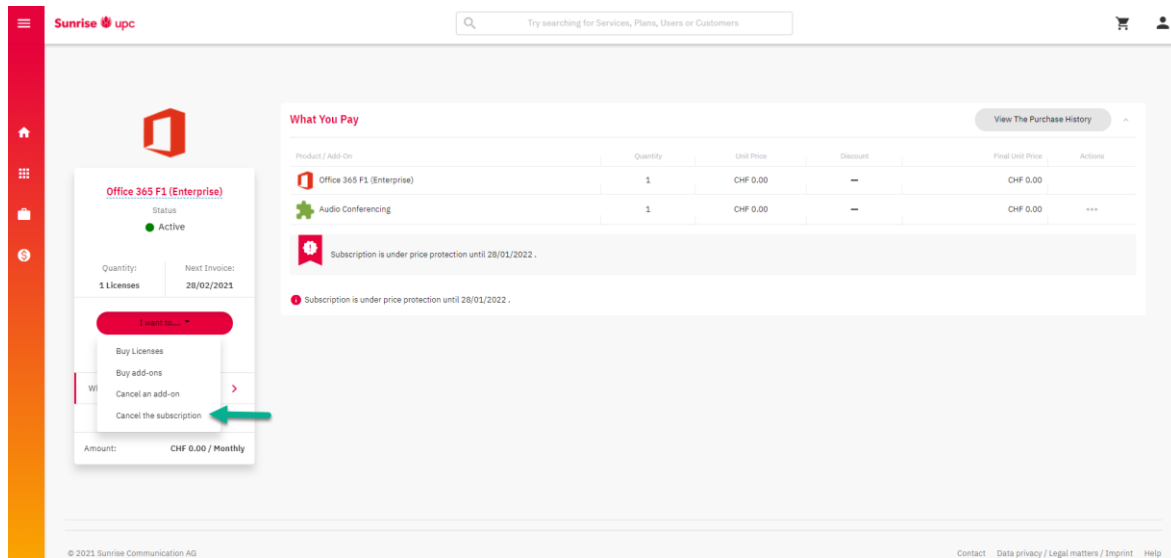 Sunrise upc
Try searching for Services, Plans, Users or Customers
Office 365 F1 (Enterprise)
Status
Active
Quantity: Next Invoice:
1 Licenses 28/02/2021
I want to...
Buy Licenses
Buy add-ons
Cancel an add-on
Cancel the subscription
Amount: CHF 0.00 / Monthly
What You Pay
View The Purchase History
Product / Add-On Quantity Unit Price Discount Final Unit Price Actions
Office 365 F1 (Enterprise) 1 CHF 0.00 — CHF 0.00
Audio Conferencing 1 CHF 0.00 — CHF 0.00 ---
Subscription is under price protection until 28/01/2022 .
Subscription is under price protection until 28/01/2022 .
© 2021 Sunrise Communication AG
Contact Data privacy / Legal matters / Imprint Help